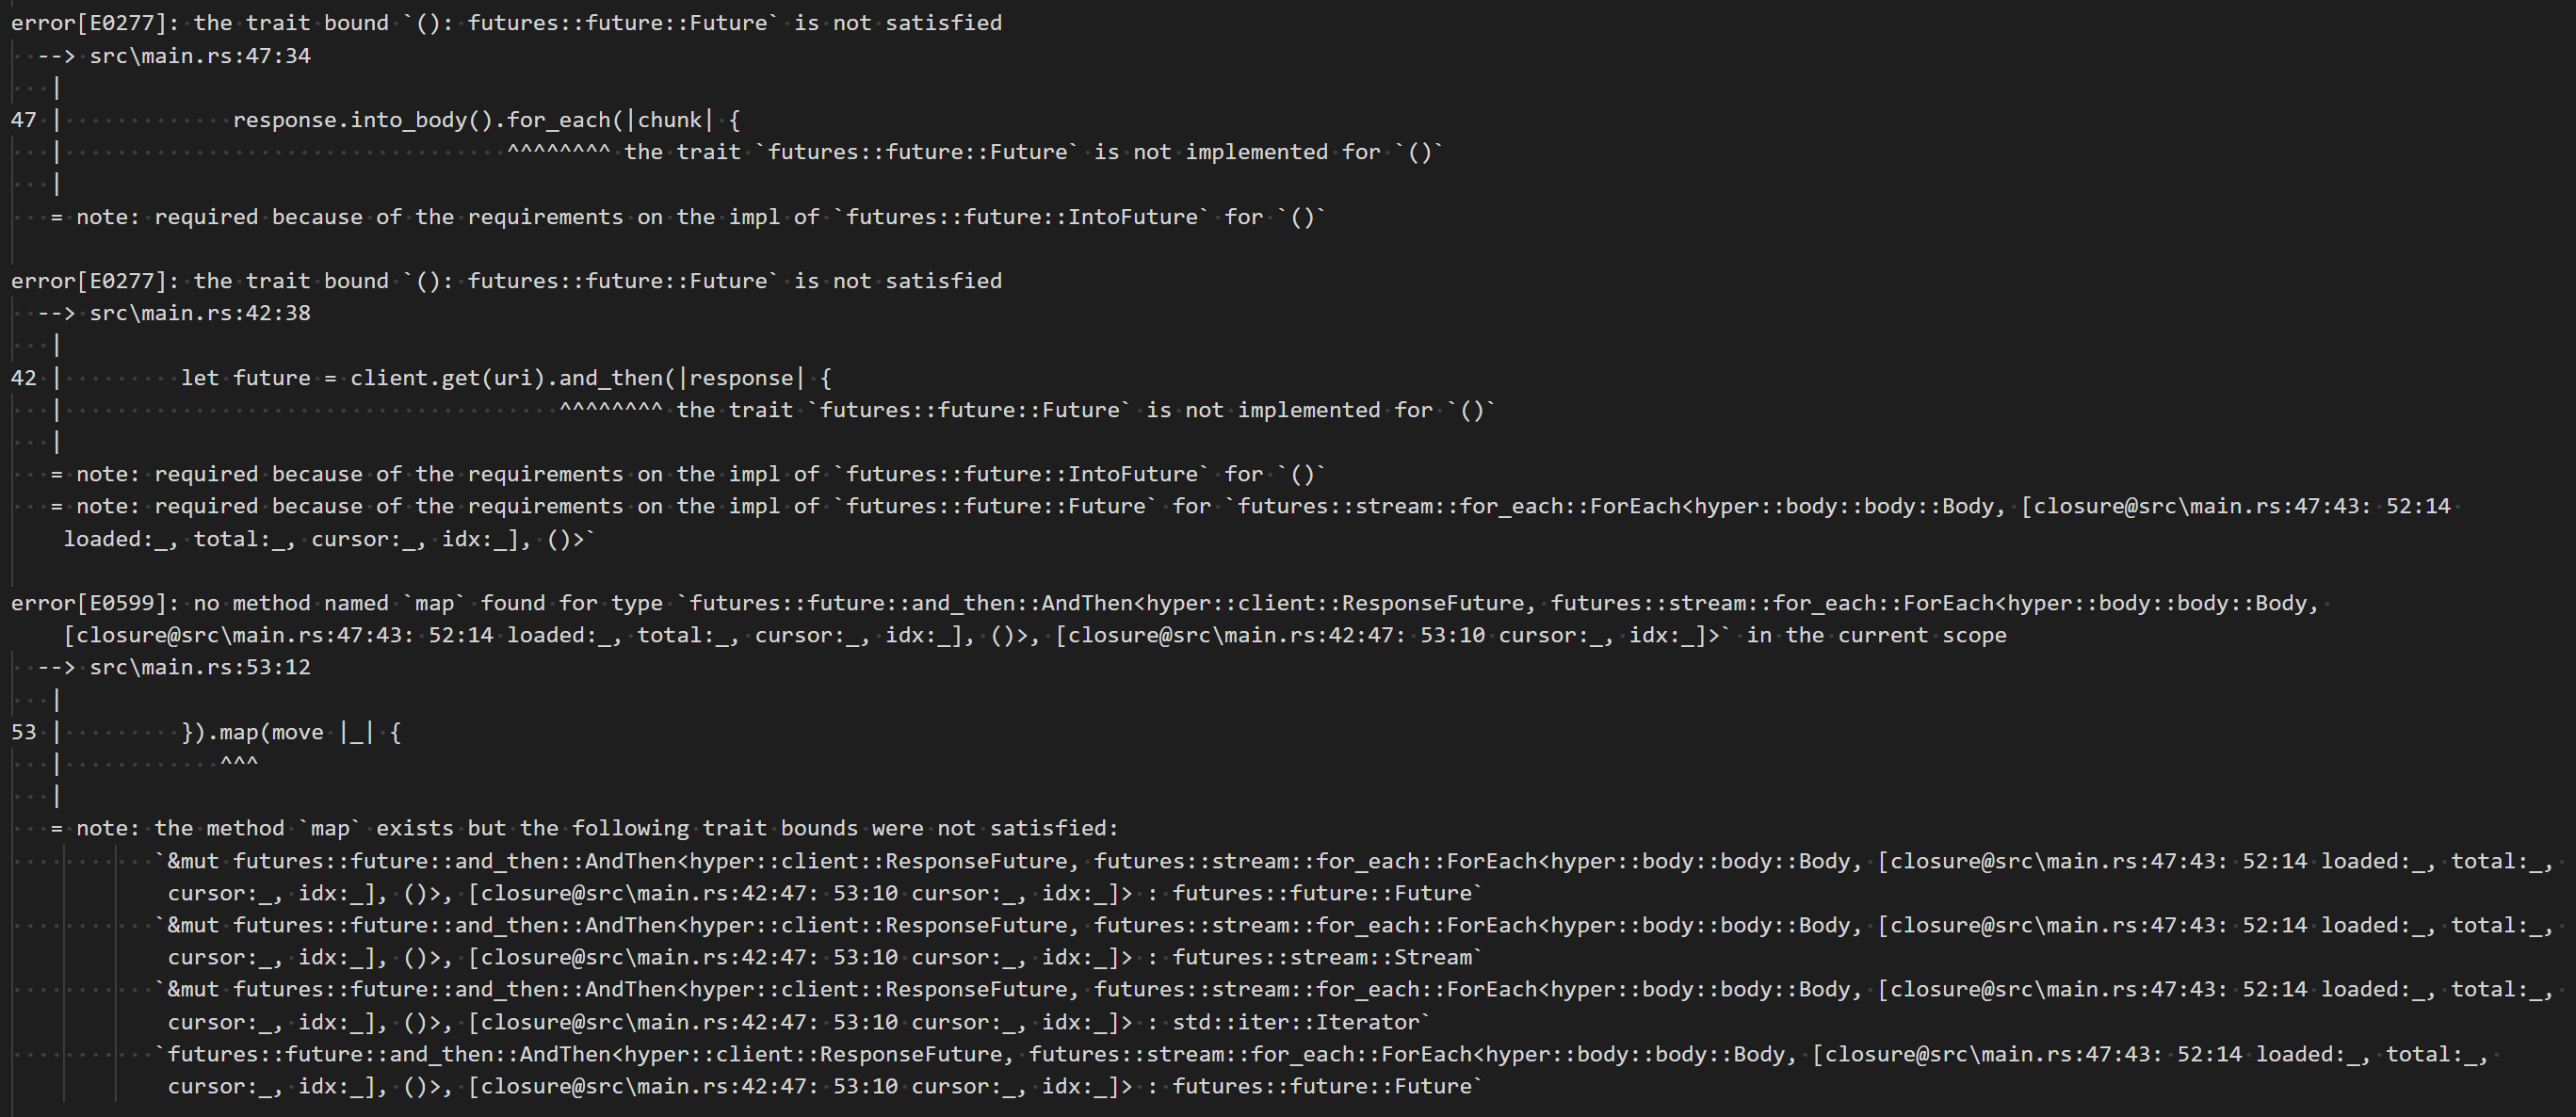 error[E0277]: the trait bound `(): futures::future::Future` is not satisfied
  --> src\main.rs:47:34
   |
47 |             response.into_body().for_each(|chunk| {
   |                                  ^^^^^^^^ the trait `futures::future::Future` is not implemented for `()`
   |
   = note: required because of the requirements on the impl of `futures::future::IntoFuture` for `()`

error[E0277]: the trait bound `(): futures::future::Future` is not satisfied
  --> src\main.rs:42:38
   |
42 |         let future = client.get(uri).and_then(|response| {
   |                                      ^^^^^^^^ the trait `futures::future::Future` is not implemented for `()`
   |
   = note: required because of the requirements on the impl of `futures::future::IntoFuture` for `()`
   = note: required because of the requirements on the impl of `futures::future::Future` for `futures::stream::for_each::ForEach<hyper::body::body::Body, [closure@src\main.rs:47:43: 52:14
    loaded:_, total:_, cursor:_, idx:_], ()>`

error[E0599]: no method named `map` found for type `futures::future::and_then::AndThen<hyper::client::ResponseFuture, futures::stream::for_each::ForEach<hyper::body::body::Body,
    [closure@src\main.rs:47:43: 52:14 loaded:_, total:_, cursor:_, idx:_], ()>, [closure@src\main.rs:42:47: 53:10 cursor:_, idx:_]>` in the current scope
  --> src\main.rs:53:12
   |
53 |         }).map(move |_| {
   |            ^^^
   |
   = note: the method `map` exists but the following trait bounds were not satisfied:
           `&mut futures::future::and_then::AndThen<hyper::client::ResponseFuture, futures::stream::for_each::ForEach<hyper::body::body::Body, [closure@src\main.rs:47:43: 52:14 loaded:_, total:_,
            cursor:_, idx:_], ()>, [closure@src\main.rs:42:47: 53:10 cursor:_, idx:_]> : futures::future::Future`
           `&mut futures::future::and_then::AndThen<hyper::client::ResponseFuture, futures::stream::for_each::ForEach<hyper::body::body::Body, [closure@src\main.rs:47:43: 52:14 loaded:_, total:_,
            cursor:_, idx:_], ()>, [closure@src\main.rs:42:47: 53:10 cursor:_, idx:_]> : futures::stream::Stream`
           `&mut futures::future::and_then::AndThen<hyper::client::ResponseFuture, futures::stream::for_each::ForEach<hyper::body::body::Body, [closure@src\main.rs:47:43: 52:14 loaded:_, total:_,
            cursor:_, idx:_], ()>, [closure@src\main.rs:42:47: 53:10 cursor:_, idx:_]> : std::iter::Iterator`
           `futures::future::and_then::AndThen<hyper::client::ResponseFuture, futures::stream::for_each::ForEach<hyper::body::body::Body, [closure@src\main.rs:47:43: 52:14 loaded:_, total:_,
            cursor:_, idx:_], ()>, [closure@src\main.rs:42:47: 53:10 cursor:_, idx:_]> : futures::future::Future`